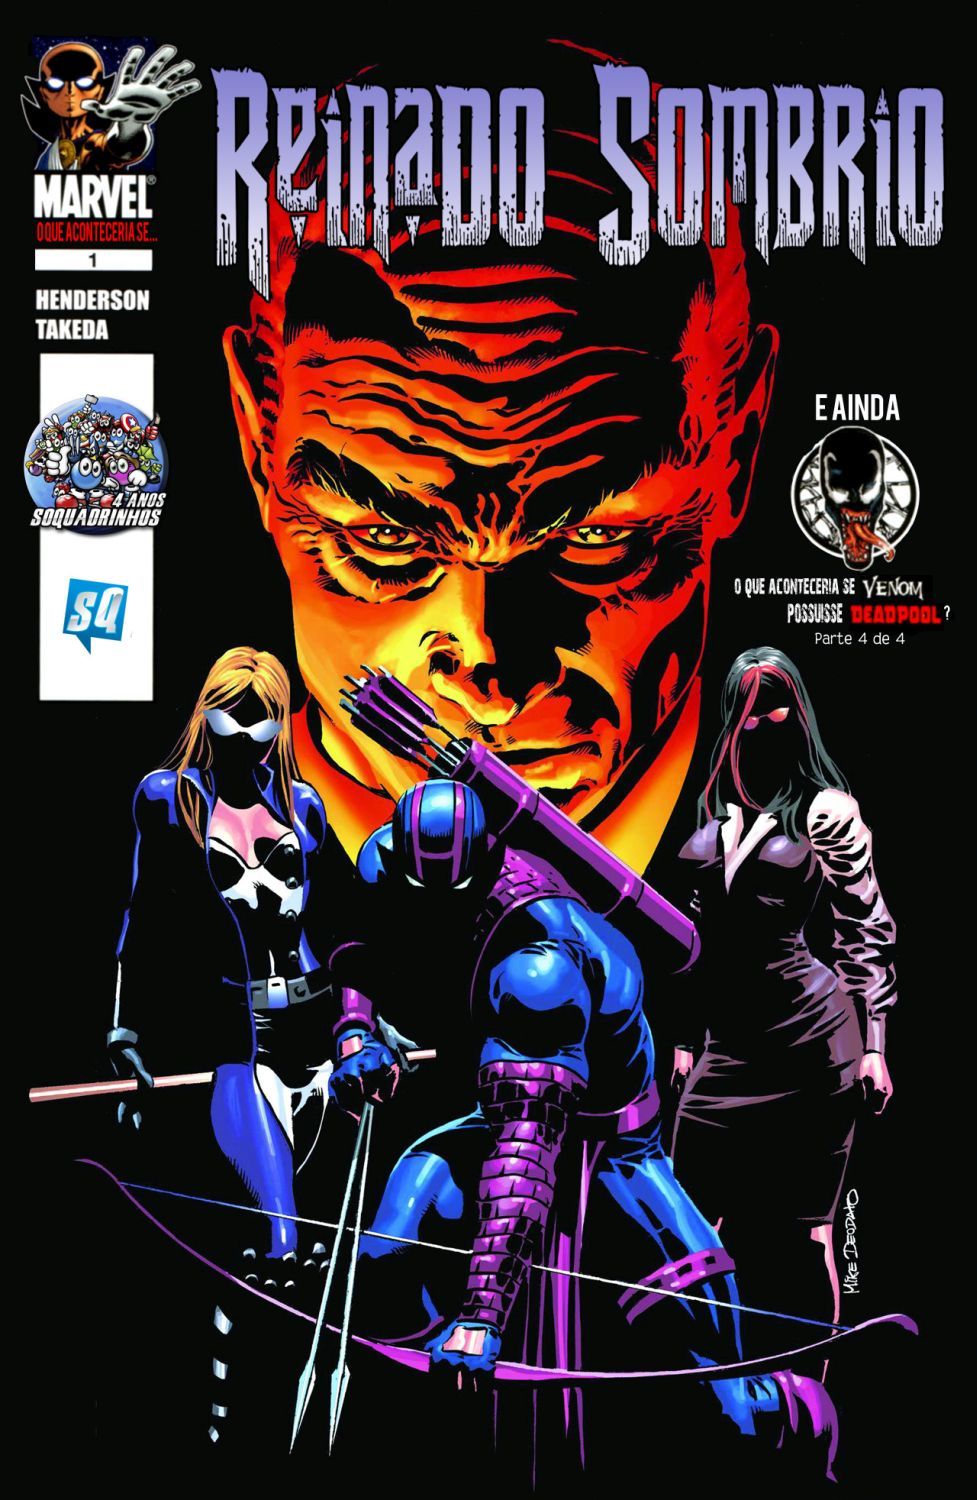 REINADO SOMBRIO
MARVEL®
O QUE ACONTECERIA SE...
1
HENDERSON
TAKEDA
4 ANOS
SOQUADRINHOS
SQ
E AINDA
O QUE ACONTECERIA SE VENOM
POSSUISSE DEADPOOL?
Parte 4 de 4
MIKE DEODATO